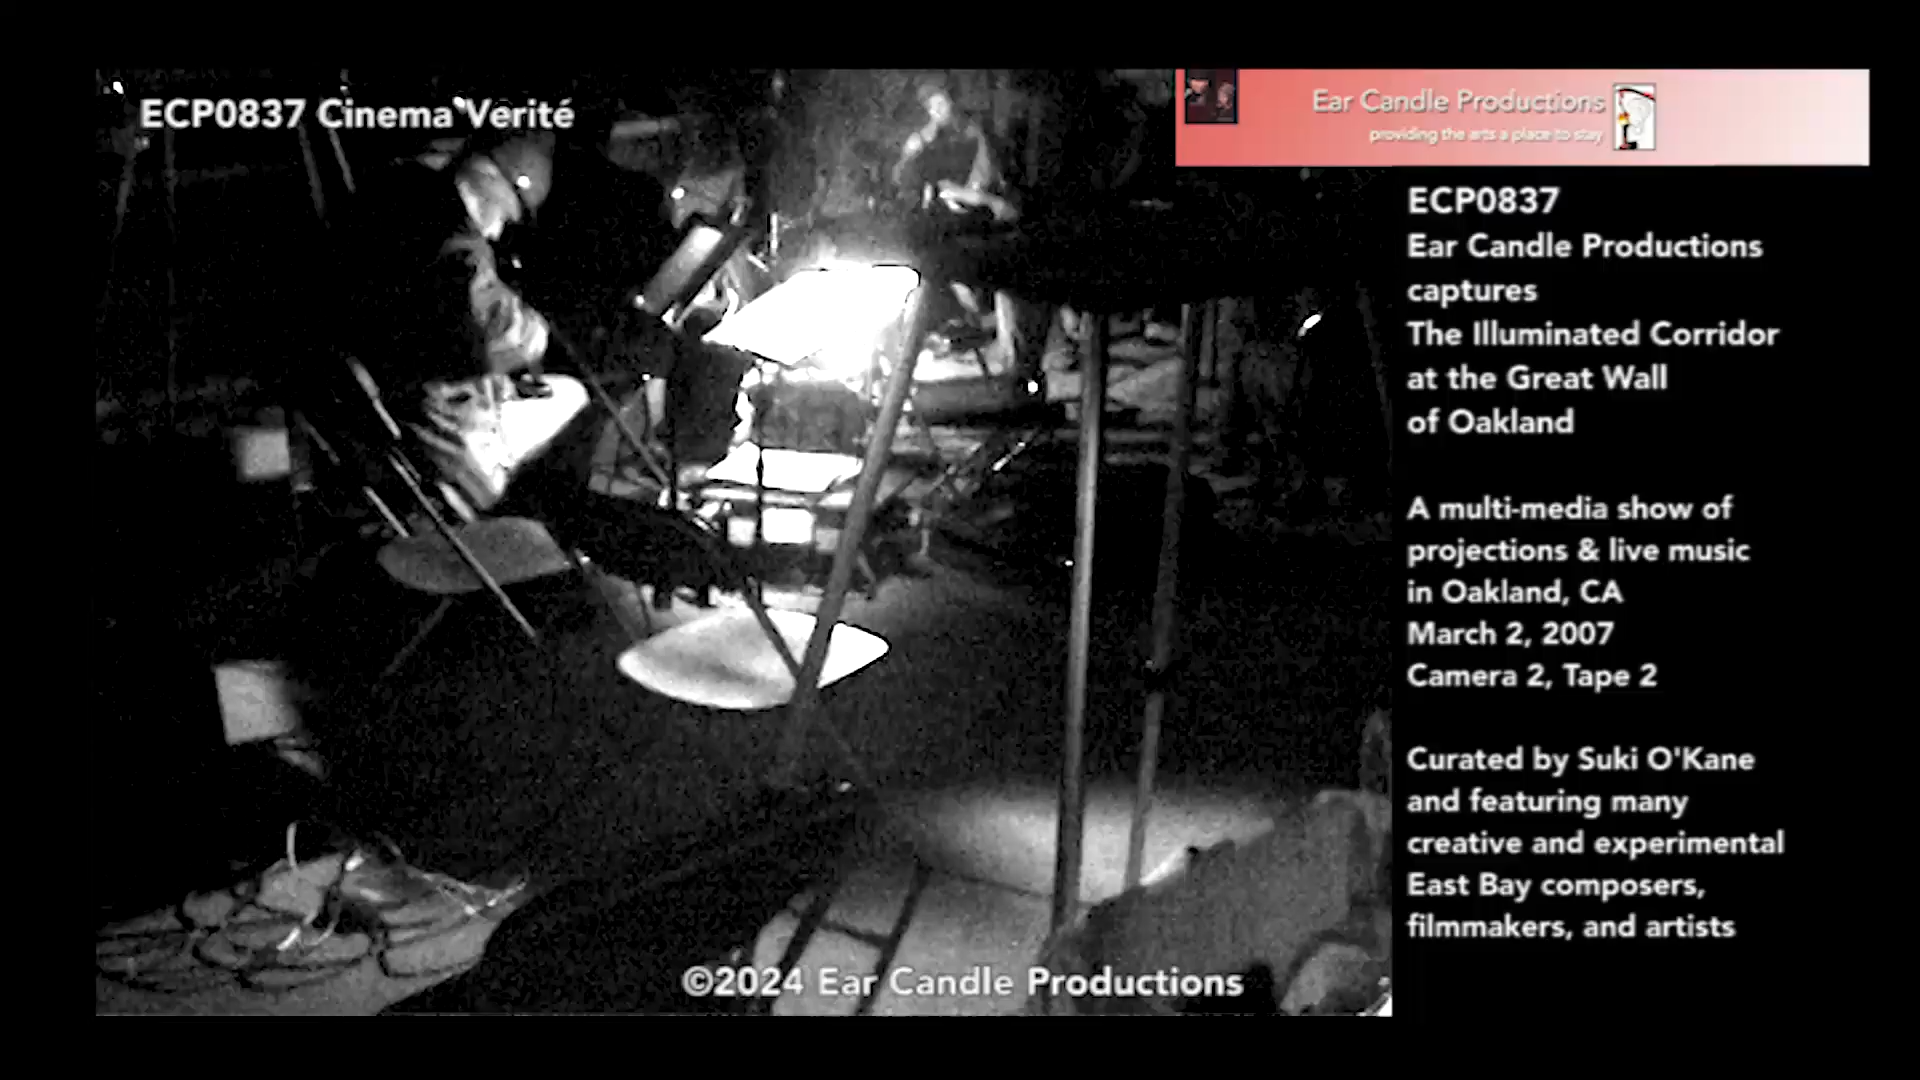 ECP0837 Cinema Verité
Ear Candle Productions
providing the arts a place to stay
ECP0837
Ear Candle Productions
captures
The Illuminated Corridor
at the Great Wall
of Oakland
A multi-media show of
projections & live music
in Oakland, CA
March 2, 2007
Camera 2, Tape 2
Curated by Suki O'Kane
and featuring many
creative and experimental
East Bay composers,
filmmakers, and artists
©2024 Ear Candle Productions